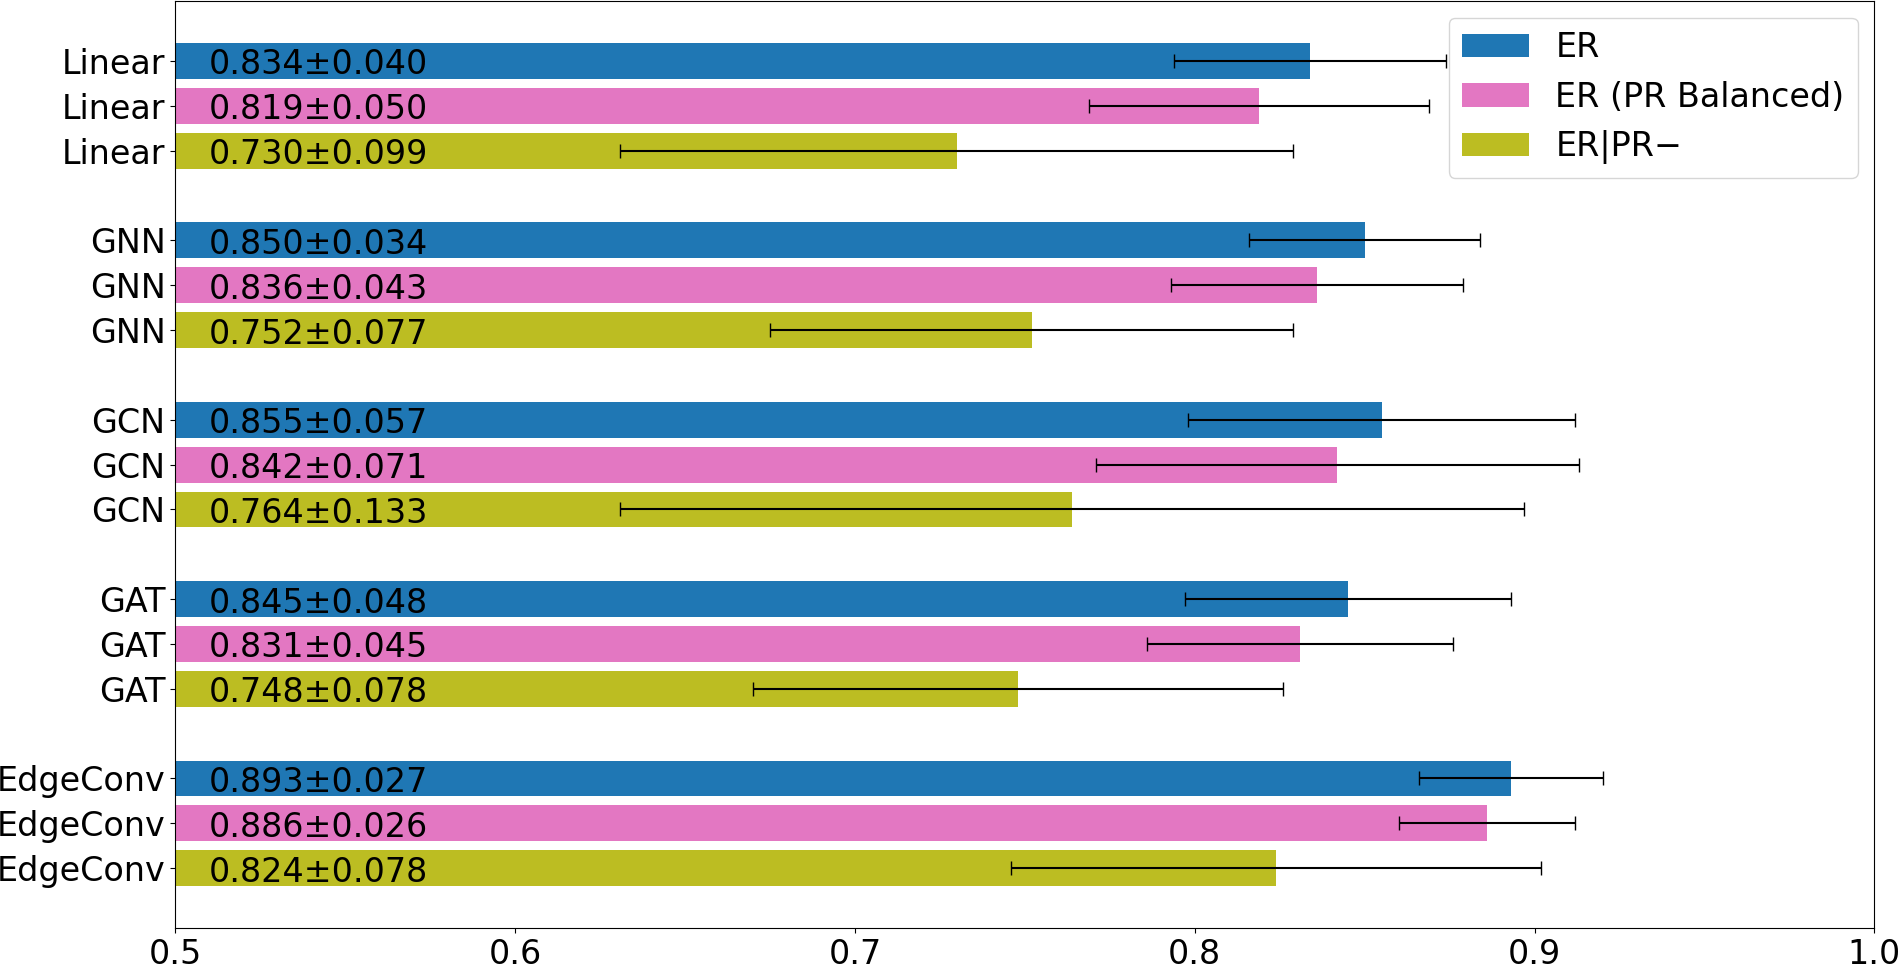 Linear 0.834±0.040
Linear 0.819±0.050
Linear 0.730±0.099
GNN 0.850±0.034
GNN 0.836±0.043
GNN 0.752±0.077
GCN 0.855±0.057
GCN 0.842±0.071
GCN 0.764±0.133
GAT 0.845±0.048
GAT 0.831±0.045
GAT 0.748±0.078
EdgeConv 0.893±0.027
EdgeConv 0.886±0.026
EdgeConv 0.824±0.078
0.5 0.6 0.7 0.8 0.9 1.0
ER
ER (PR Balanced)
ER|PR−